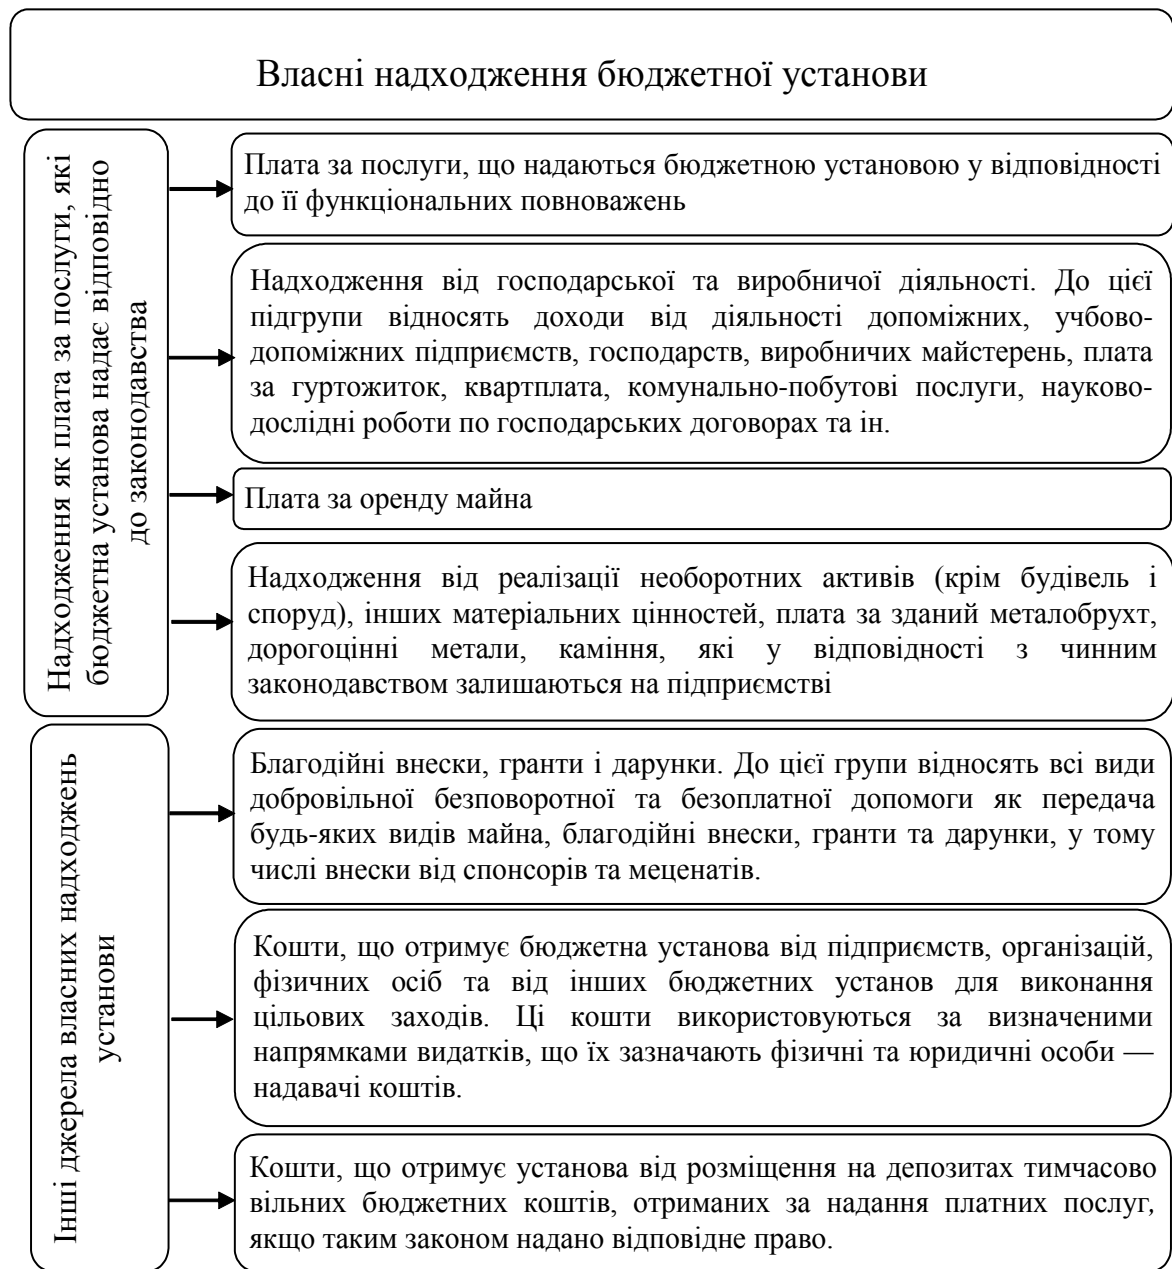 Власні надходження бюджетної установи
Надходження як плата за послуги, які
бюджетна установа надає відповідно
до законодавства
Плата за послуги, що надаються бюджетною установою у відповідності
до її функціональних повноважень
Надходження від господарської та виробничої діяльності. До цієї
підгрупи відносять доходи від діяльності допоміжних, учбово-
допоміжних підприємств, господарств, виробничих майстерень, плата
за гуртожиток, квартплата, комунально-побутові послуги, науково-
дослідні роботи по господарських договорах та ін.
Плата за оренду майна
Надходження від реалізації необоротних активів (крім будівель і
споруд), інших матеріальних цінностей, плата за зданий металобрухт,
дорогоцінні метали, каміння, які у відповідності з чинним
законодавством залишаються на підприємстві
Інші джерела власних надходжень
установи
Благодійні внески, гранти і дарунки. До цієї групи відносять всі види
добровільної безповоротної та безоплатної допомоги як передача
будь-яких видів майна, благодійні внески, гранти та дарунки, у тому
числі внески від спонсорів та меценатів.
Кошти, що отримує бюджетна установа від підприємств, організацій,
фізичних осіб та від інших бюджетних установ для виконання
цільових заходів. Ці кошти використовуються за визначеними
напрямками видатків, що їх зазначають фізичні та юридичні особи —
надавачі коштів.
Кошти, що отримує установа від розміщення на депозитах тимчасово
вільних бюджетних коштів, отриманих за надання платних послуг,
якщо таким законом надано відповідне право.